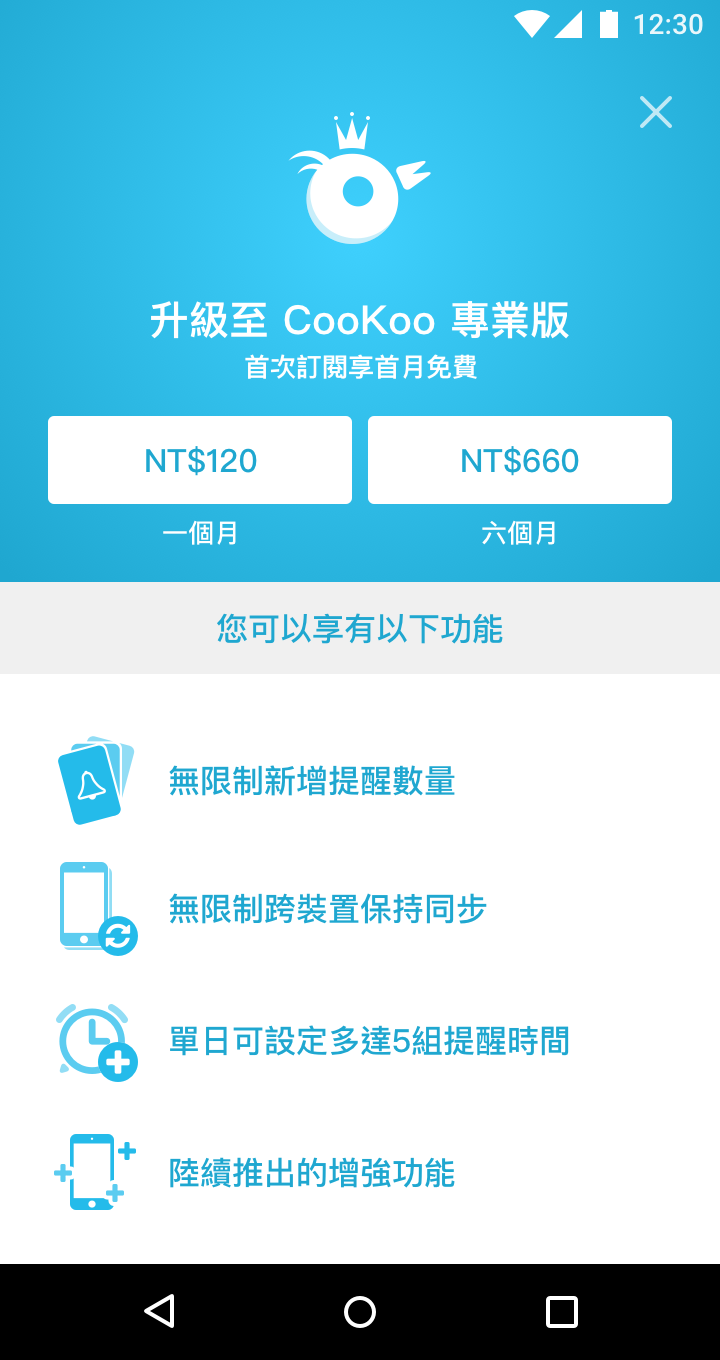 12:30
升級至 CooKoo 專業版
首次訂閱享首月免費
NT$120
NT$660
一個月
六個月
您可以享有以下功能
無限制新增提醒數量
無限制跨裝置保持同步
單日可設定多達5組提醒時間
陸續推出的增強功能